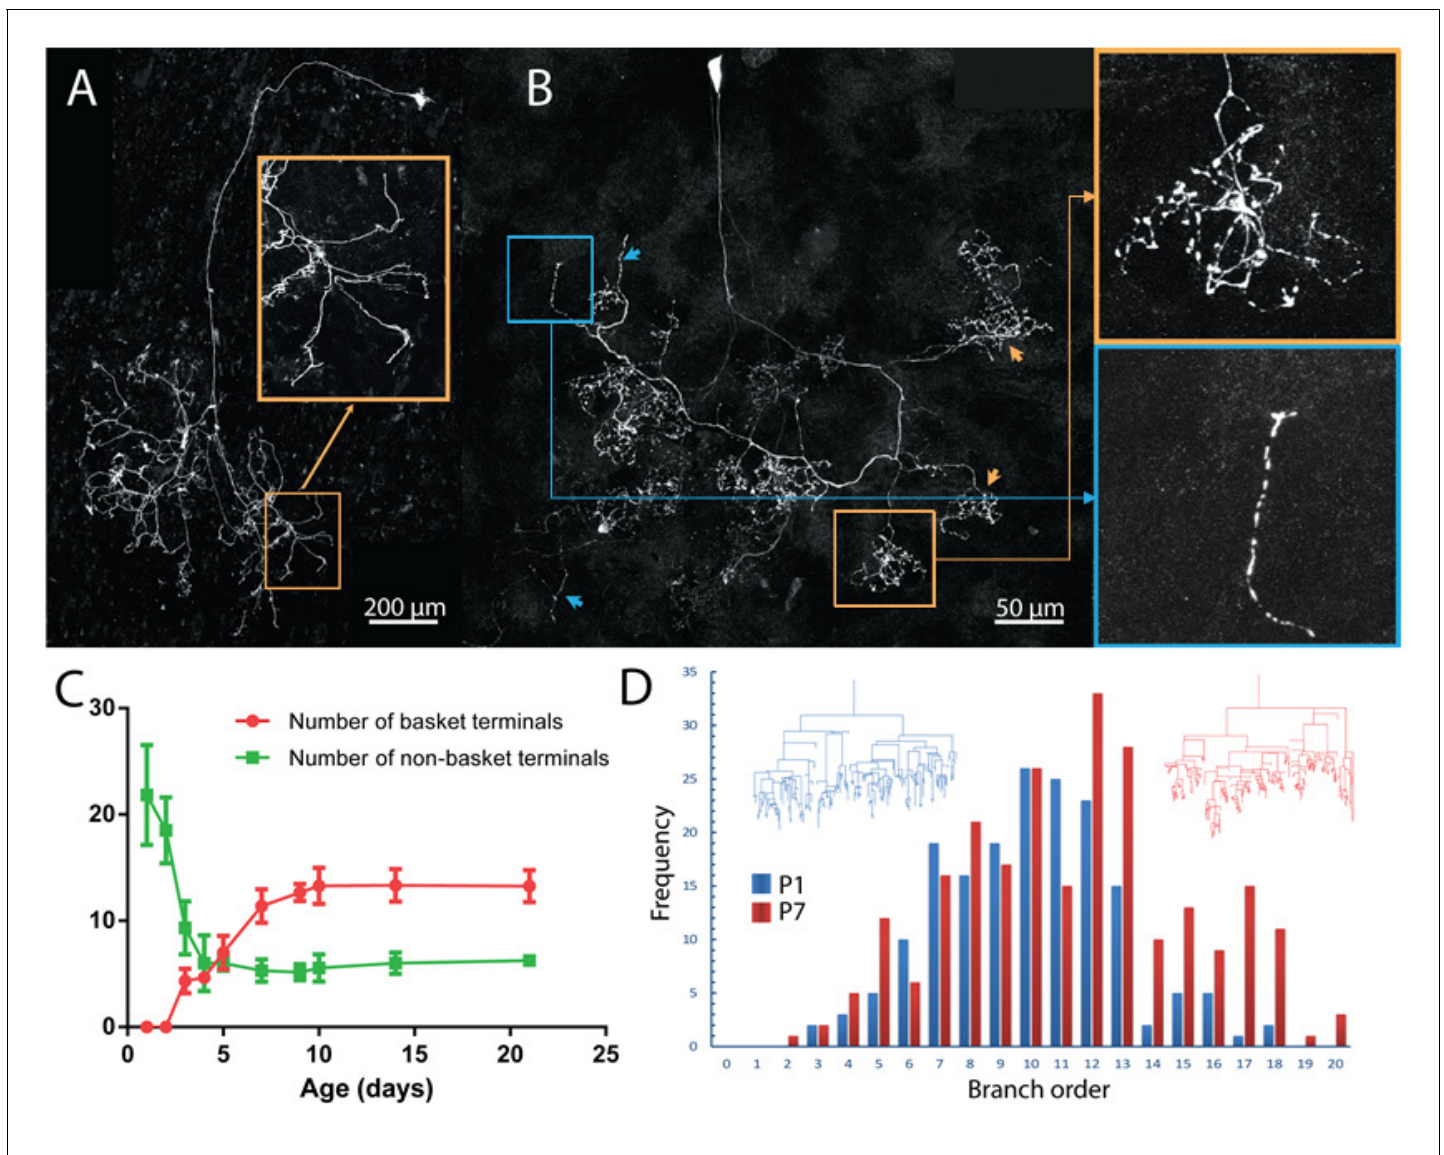 A
B
200 µm
50 µm
C
30
20
10
0
Number of basket terminals
Number of non-basket terminals
0 5 10 15 20 25
Age (days)
D
35
30
25
20
15
10
5
0
Frequency
P1
P7
0 1 2 3 4 5 6 7 8 9 10 11 12 13 14 15 16 17 18 19 20
Branch order